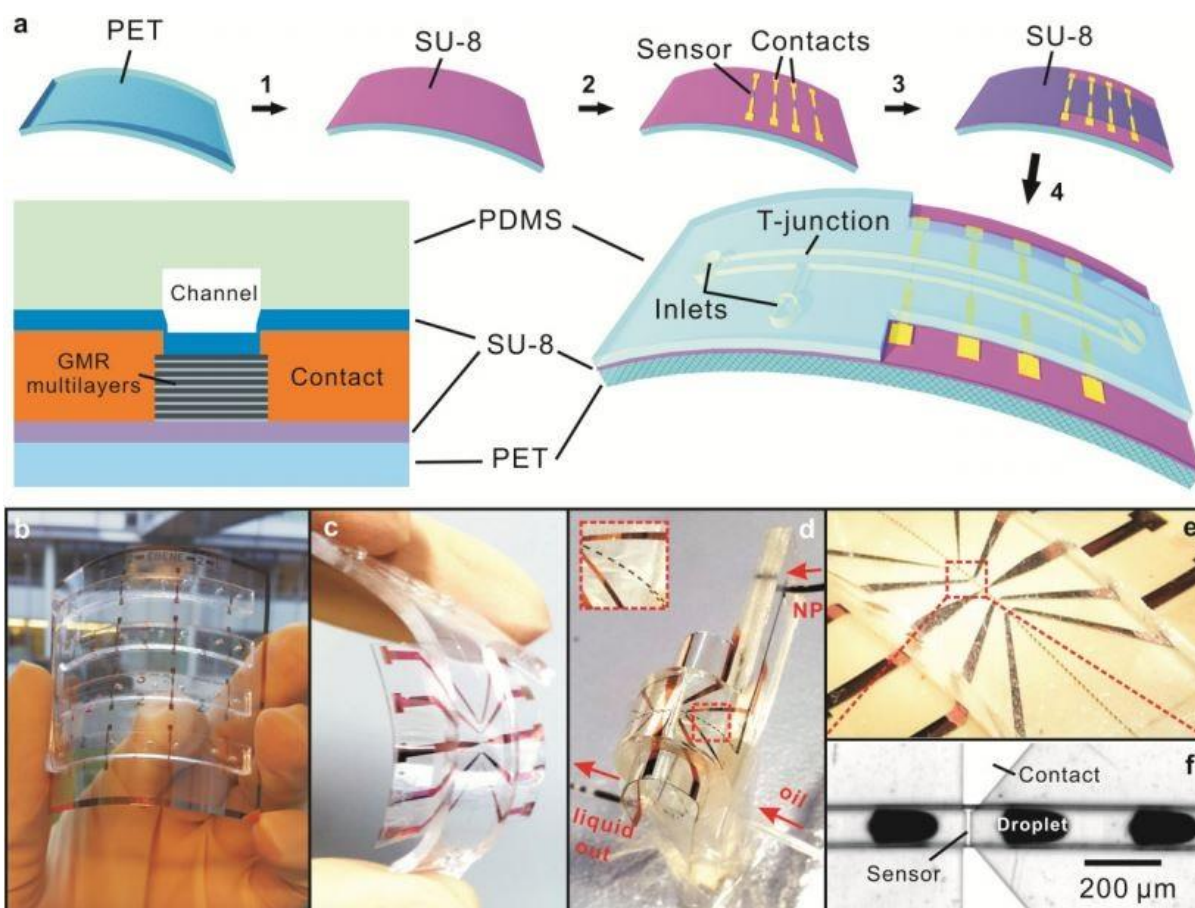 a
PET
SU-8
Sensor
Contacts
SU-8
1
2
3
4
PDMS
T-junction
Channel
Inlets
SU-8
GMR
multilayers
Contact
PET
b
c
d
NP
oil
liquid
out
e
f
Contact
Droplet
Sensor
200 µm